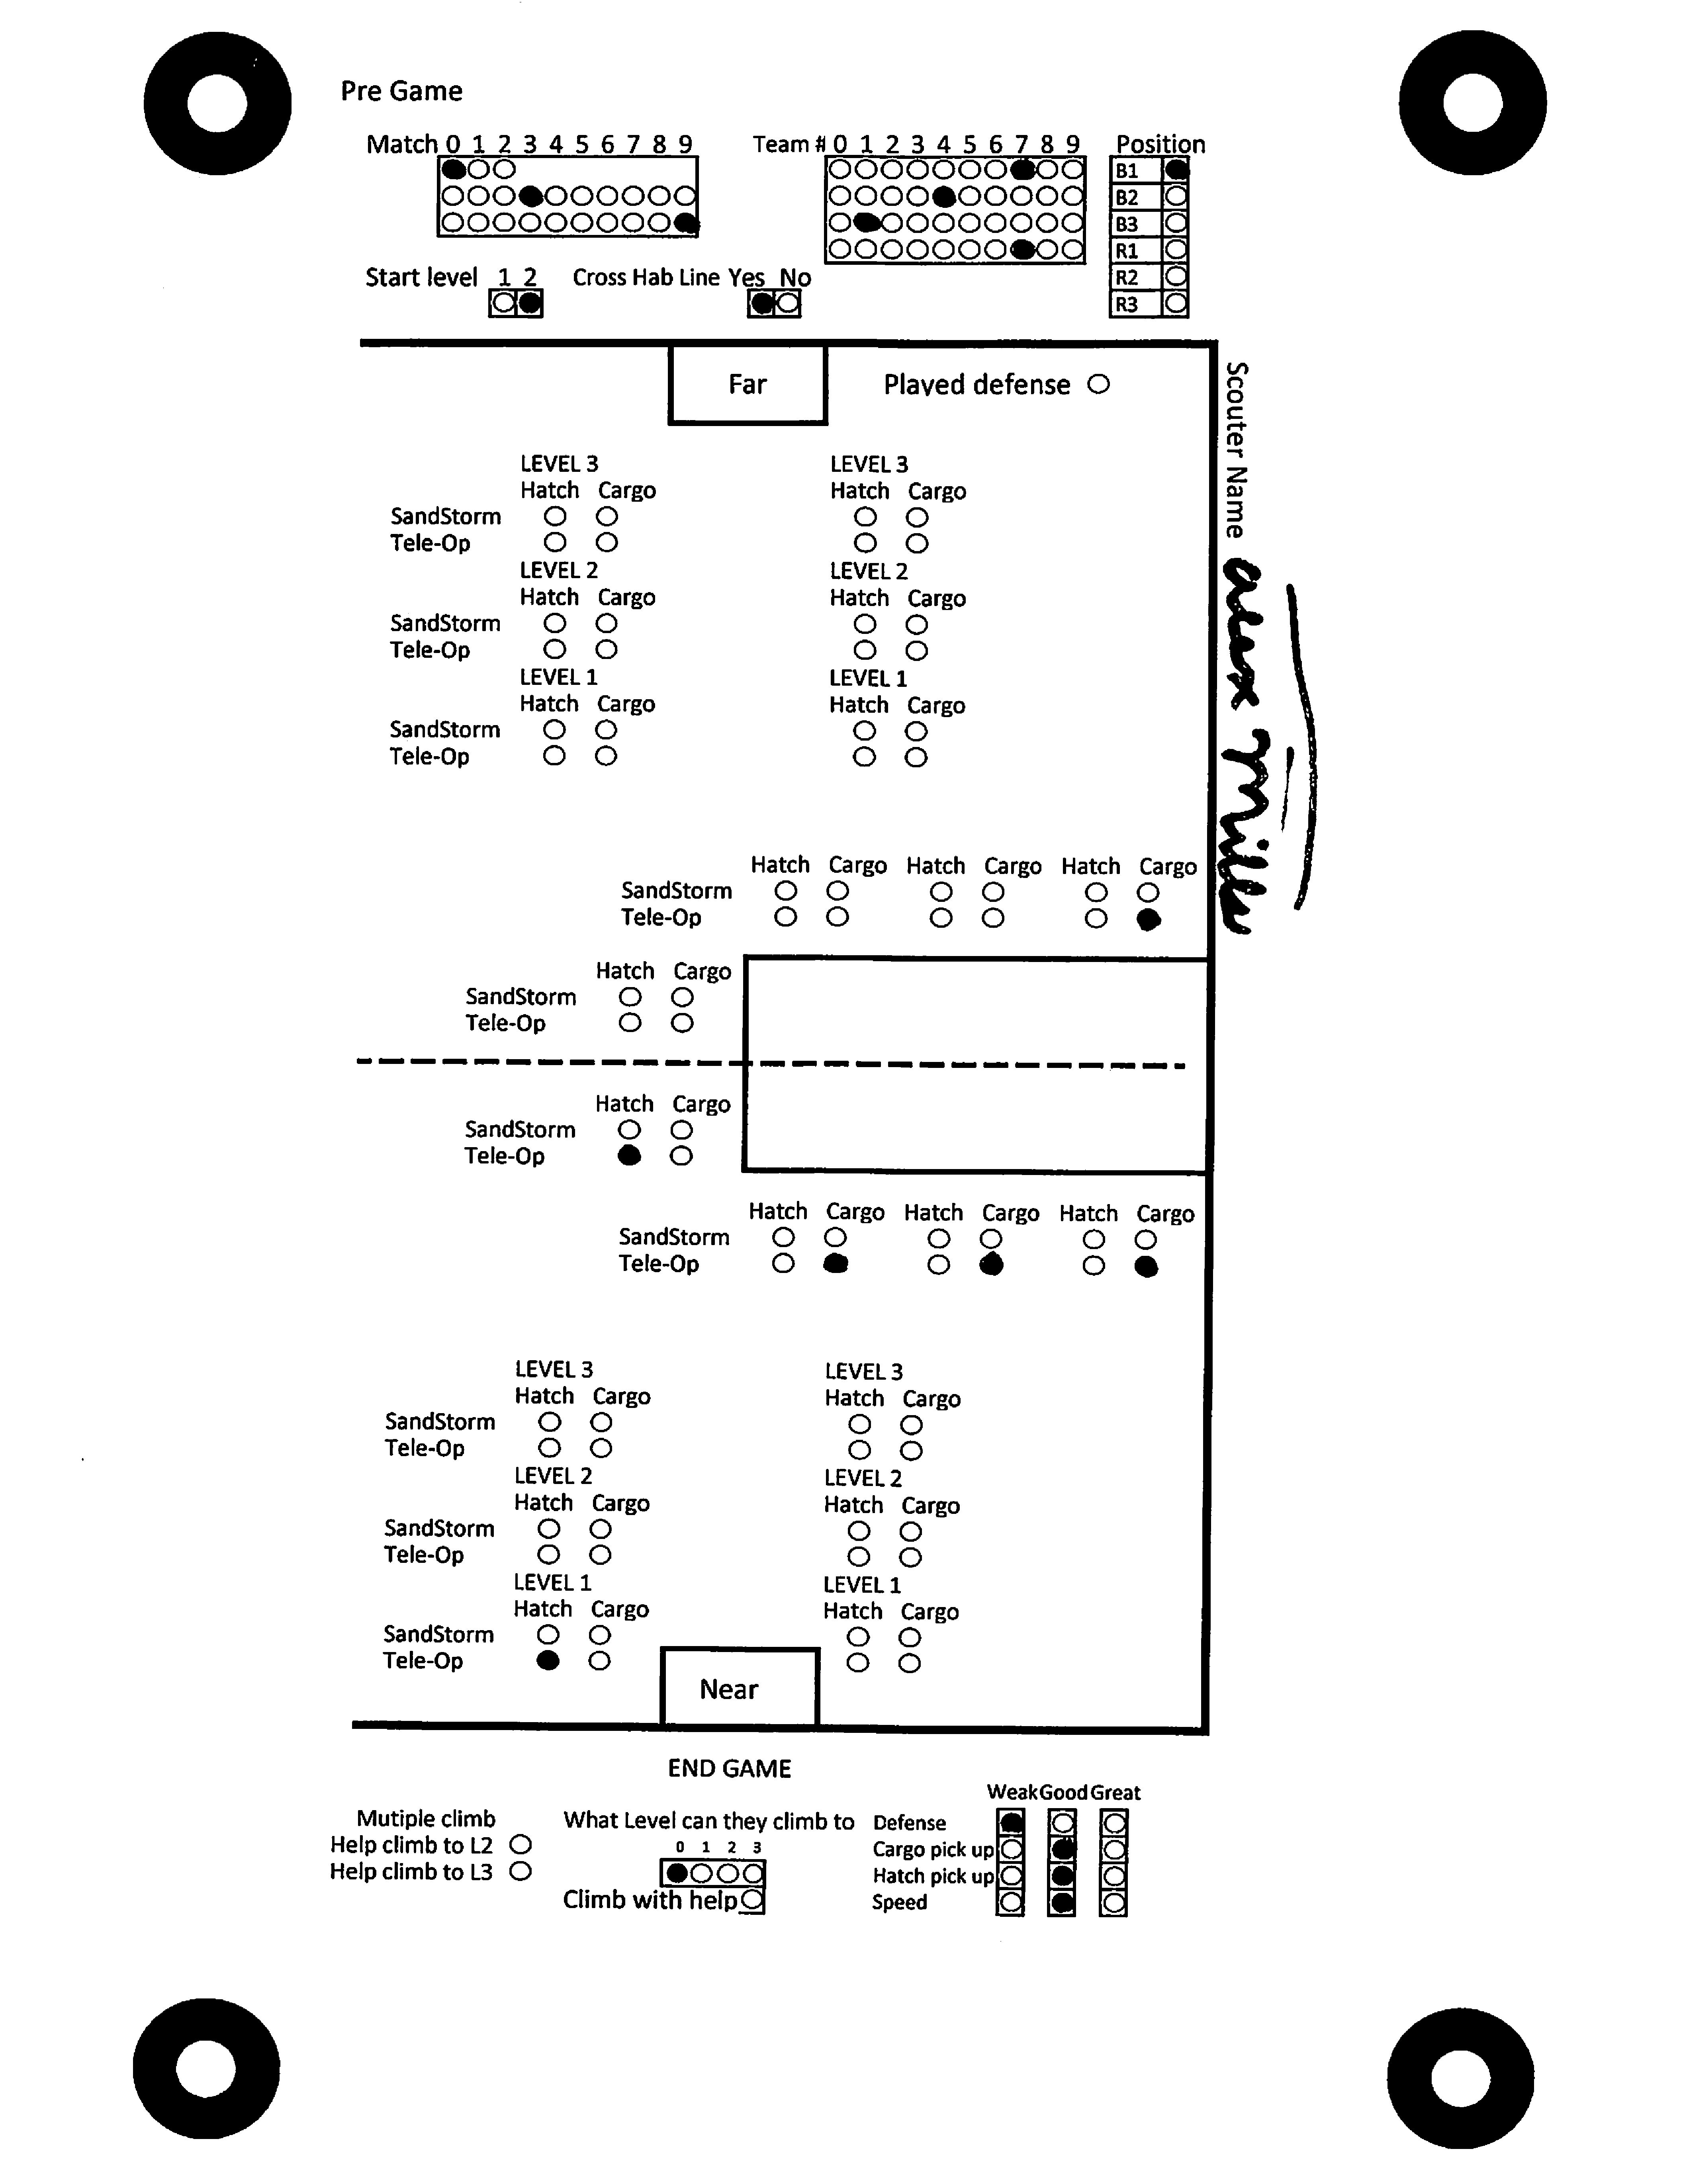 Pre Game
Match 0 1 2 3 4 5 6 7 8 9
Team # 0 1 2 3 4 5 6 7 8 9
Position
B1
B2
B3
R1
R2
R3
Start level 1 2
Cross Hab Line Yes No
Far
Played defense
Scouter Name alex Miller
LEVEL 3 LEVEL 3
Hatch Cargo Hatch Cargo
SandStorm
Tele-Op
LEVEL 2 LEVEL 2
Hatch Cargo Hatch Cargo
SandStorm
Tele-Op
LEVEL 1 LEVEL 1
Hatch Cargo Hatch Cargo
SandStorm
Tele-Op
Hatch Cargo Hatch Cargo Hatch Cargo
SandStorm
Tele-Op
Hatch Cargo
SandStorm
Tele-Op
Hatch Cargo
SandStorm
Tele-Op
Hatch Cargo Hatch Cargo Hatch Cargo
SandStorm
Tele-Op
LEVEL 3 LEVEL 3
Hatch Cargo Hatch Cargo
SandStorm
Tele-Op
LEVEL 2 LEVEL 2
Hatch Cargo Hatch Cargo
SandStorm
Tele-Op
LEVEL 1 LEVEL 1
Hatch Cargo Hatch Cargo
SandStorm
Tele-Op
Near
END GAME
Mutiple climb
Help climb to L2
Help climb to L3
What Level can they climb to
0 1 2 3
Climb with help
Weak Good Great
Defense
Cargo pick up
Hatch pick up
Speed